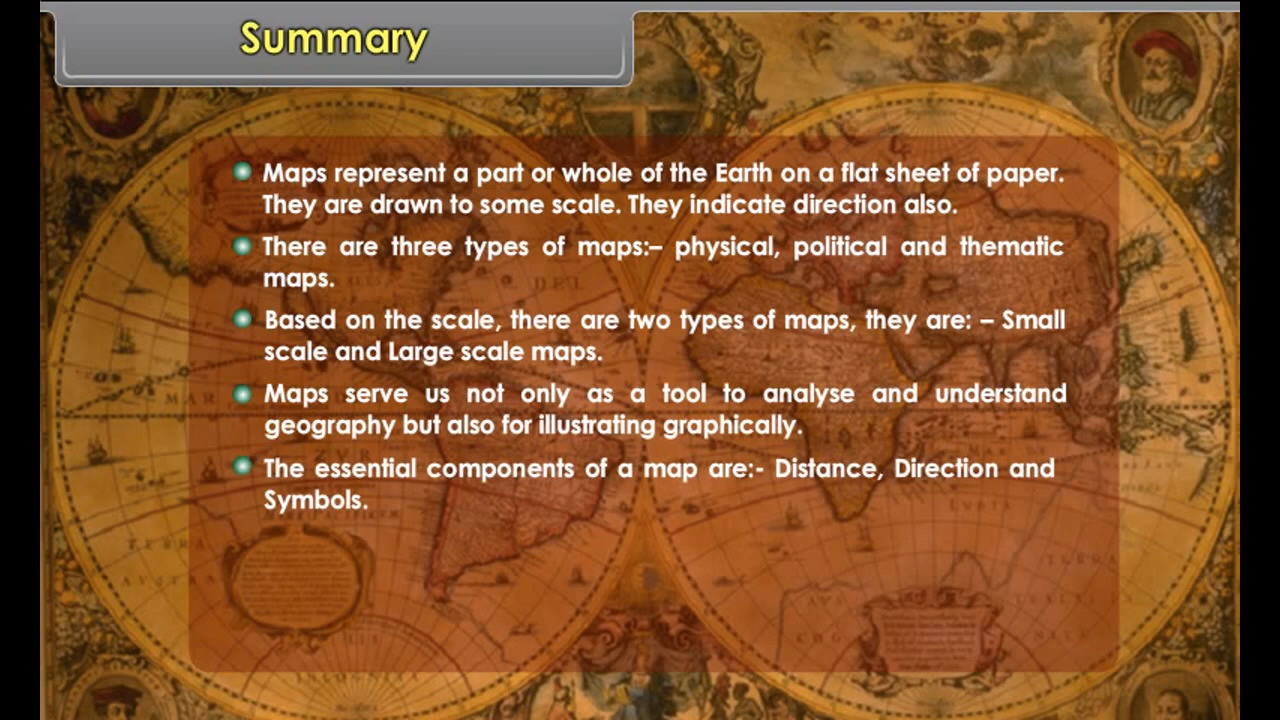 Summary
Maps represent a part or whole of the Earth on a flat sheet of paper.
They are drawn to some scale. They indicate direction also.
There are three types of maps:– physical, political and thematic
maps.
Based on the scale, there are two types of maps, they are: – Small
scale and Large scale maps.
Maps serve us not only as a tool to analyse and understand
geography but also for illustrating graphically.
The essential components of a map are:- Distance, Direction and
Symbols.